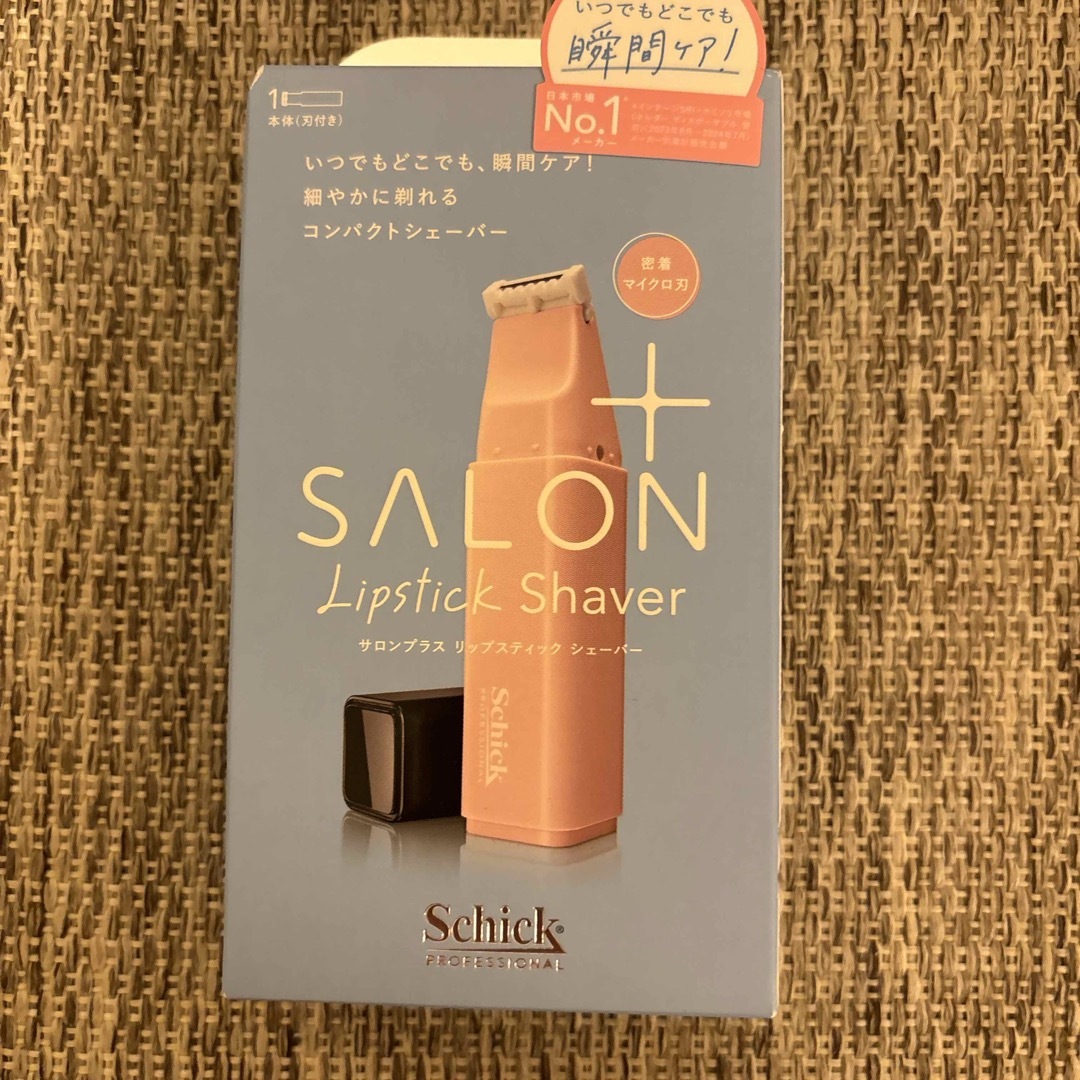 いつでもどこでも
瞬間ケア!
日本市場
No.1*
メーカー
1
本体(刃付き)
いつでもどこでも、瞬間ケア!
細やかに剃れる
コンパクトシェーバー
密着
マイクロ刃
SALON
Lipstick Shaver
サロンプラス リップスティック シェーバー
Schick
PROFESSIONAL
Schick®
PROFESSIONAL